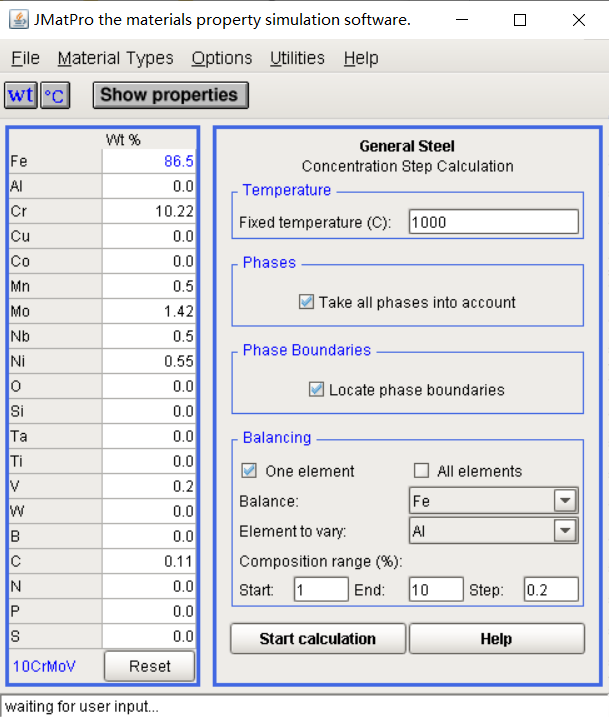 JMatPro the materials property simulation software.
File Material Types Options Utilities Help
wt °C Show properties
Wt %
Fe 86.5
Al 0.0
Cr 10.22
Cu 0.0
Co 0.0
Mn 0.5
Mo 1.42
Nb 0.5
Ni 0.55
O 0.0
Si 0.0
Ta 0.0
Ti 0.0
V 0.2
W 0.0
B 0.0
C 0.11
N 0.0
P 0.0
S 0.0
10CrMoV Reset
General Steel
Concentration Step Calculation
Temperature
Fixed temperature (C): 1000
Phases
Take all phases into account
Phase Boundaries
Locate phase boundaries
Balancing
One element All elements
Balance: Fe
Element to vary: Al
Composition range (%):
Start: 1 End: 10 Step: 0.2
Start calculation Help
waiting for user input...